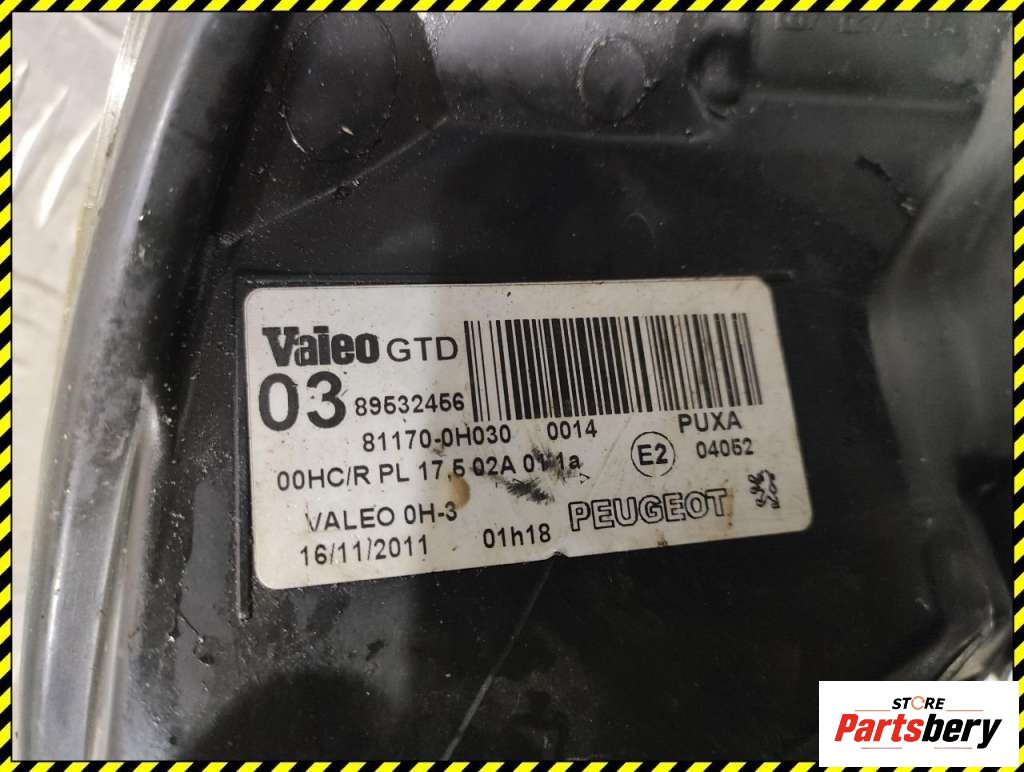 Valeo GTD
03 89532456
81170-0H030 0014 PUXA
00HC/R PL 17,5 02A 1a E2 04052
VALEO 0H-3 PEUGEOT
16/11/2011 01h18
STORE
Partsbery